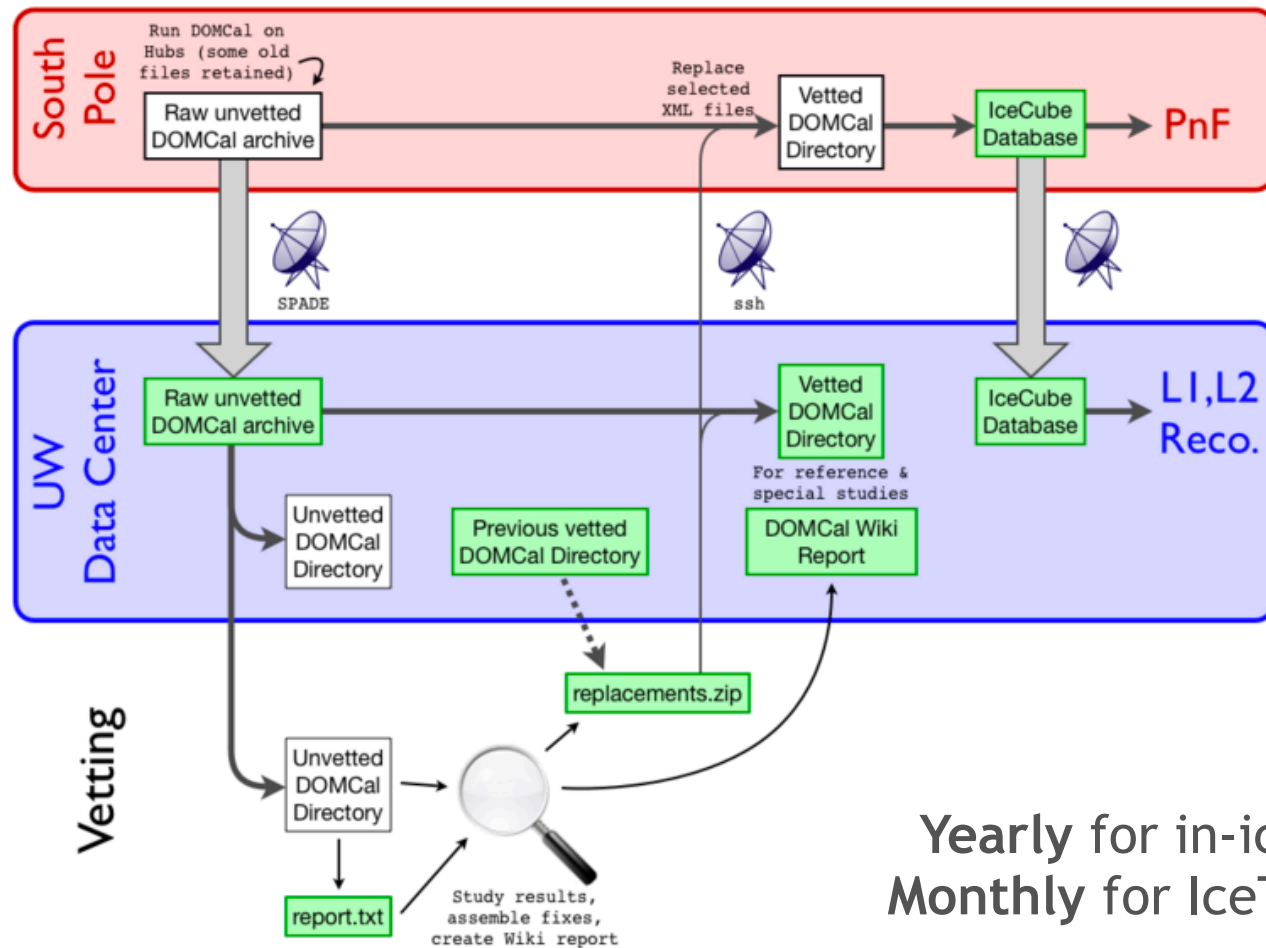 South
Pole
Run DOMCal on
Hubs (some old
files retained)
Raw unvetted
DOMCal archive
Replace
selected
XML files
Vetted
DOMCal
Directory
IceCube
Database
PnF
SPADE
ssh
UW
Data Center
Raw unvetted
DOMCal archive
Vetted
DOMCal
Directory
For reference &
special studies
IceCube
Database
L1,L2
Reco.
Unvetted
DOMCal
Directory
Previous vetted
DOMCal Directory
DOMCal Wiki
Report
replacements.zip
Vetting
Unvetted
DOMCal
Directory
report.txt
Study results,
assemble fixes,
create Wiki report
Yearly for in-ic
Monthly for IceT